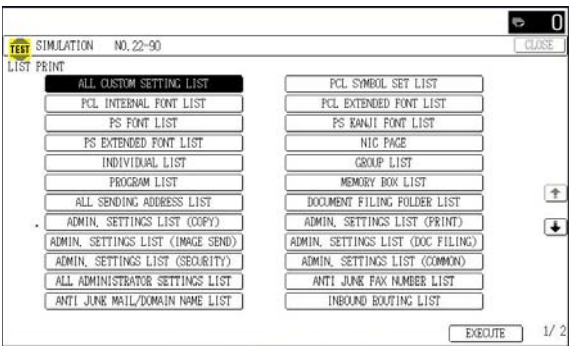 0
TEST SIMULATION NO. 22-90 CLOSE
LIST PRINT
ALL CUSTOM SETTING LIST PCL SYMBOL SET LIST
PCL INTERNAL FONT LIST PCL EXTENDED FONT LIST
PS FONT LIST PS KANJI FONT LIST
PS EXTENDED FONT LIST NIC PAGE
INDIVIDUAL LIST GROUP LIST
PROGRAM LIST MEMORY BOX LIST
ALL SENDING ADDRESS LIST DOCUMENT FILING FOLDER LIST
ADMIN. SETTINGS LIST (COPY) ADMIN. SETTINGS LIST (PRINT)
ADMIN. SETTINGS LIST (IMAGE SEND) ADMIN. SETTINGS LIST (DOC FILING)
ADMIN. SETTINGS LIST (SECURITY) ADMIN. SETTINGS LIST (COMMON)
ALL ADMINISTRATOR SETTINGS LIST ANTI JUNK FAX NUMBER LIST
ANTI JUNK MAIL/DOMAIN NAME LIST INBOUND ROUTING LIST
EXECUTE 1/ 2